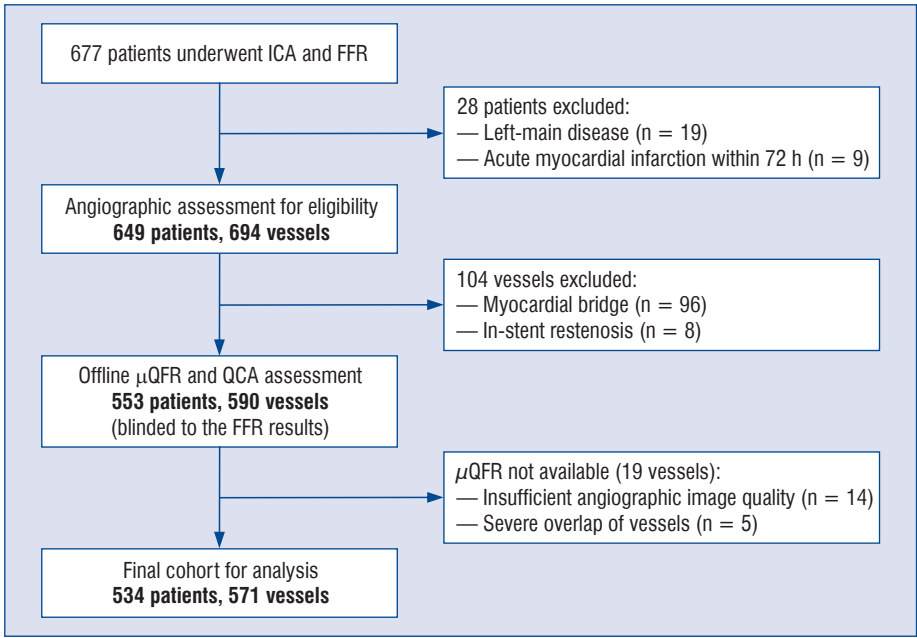 677 patients underwent ICA and FFR
28 patients excluded:
— Left-main disease (n = 19)
— Acute myocardial infarction within 72 h (n = 9)
Angiographic assessment for eligibility
649 patients, 694 vessels
104 vessels excluded:
— Myocardial bridge (n = 96)
— In-stent restenosis (n = 8)
Offline μQFR and QCA assessment
553 patients, 590 vessels
(blinded to the FFR results)
μQFR not available (19 vessels):
— Insufficient angiographic image quality (n = 14)
— Severe overlap of vessels (n = 5)
Final cohort for analysis
534 patients, 571 vessels